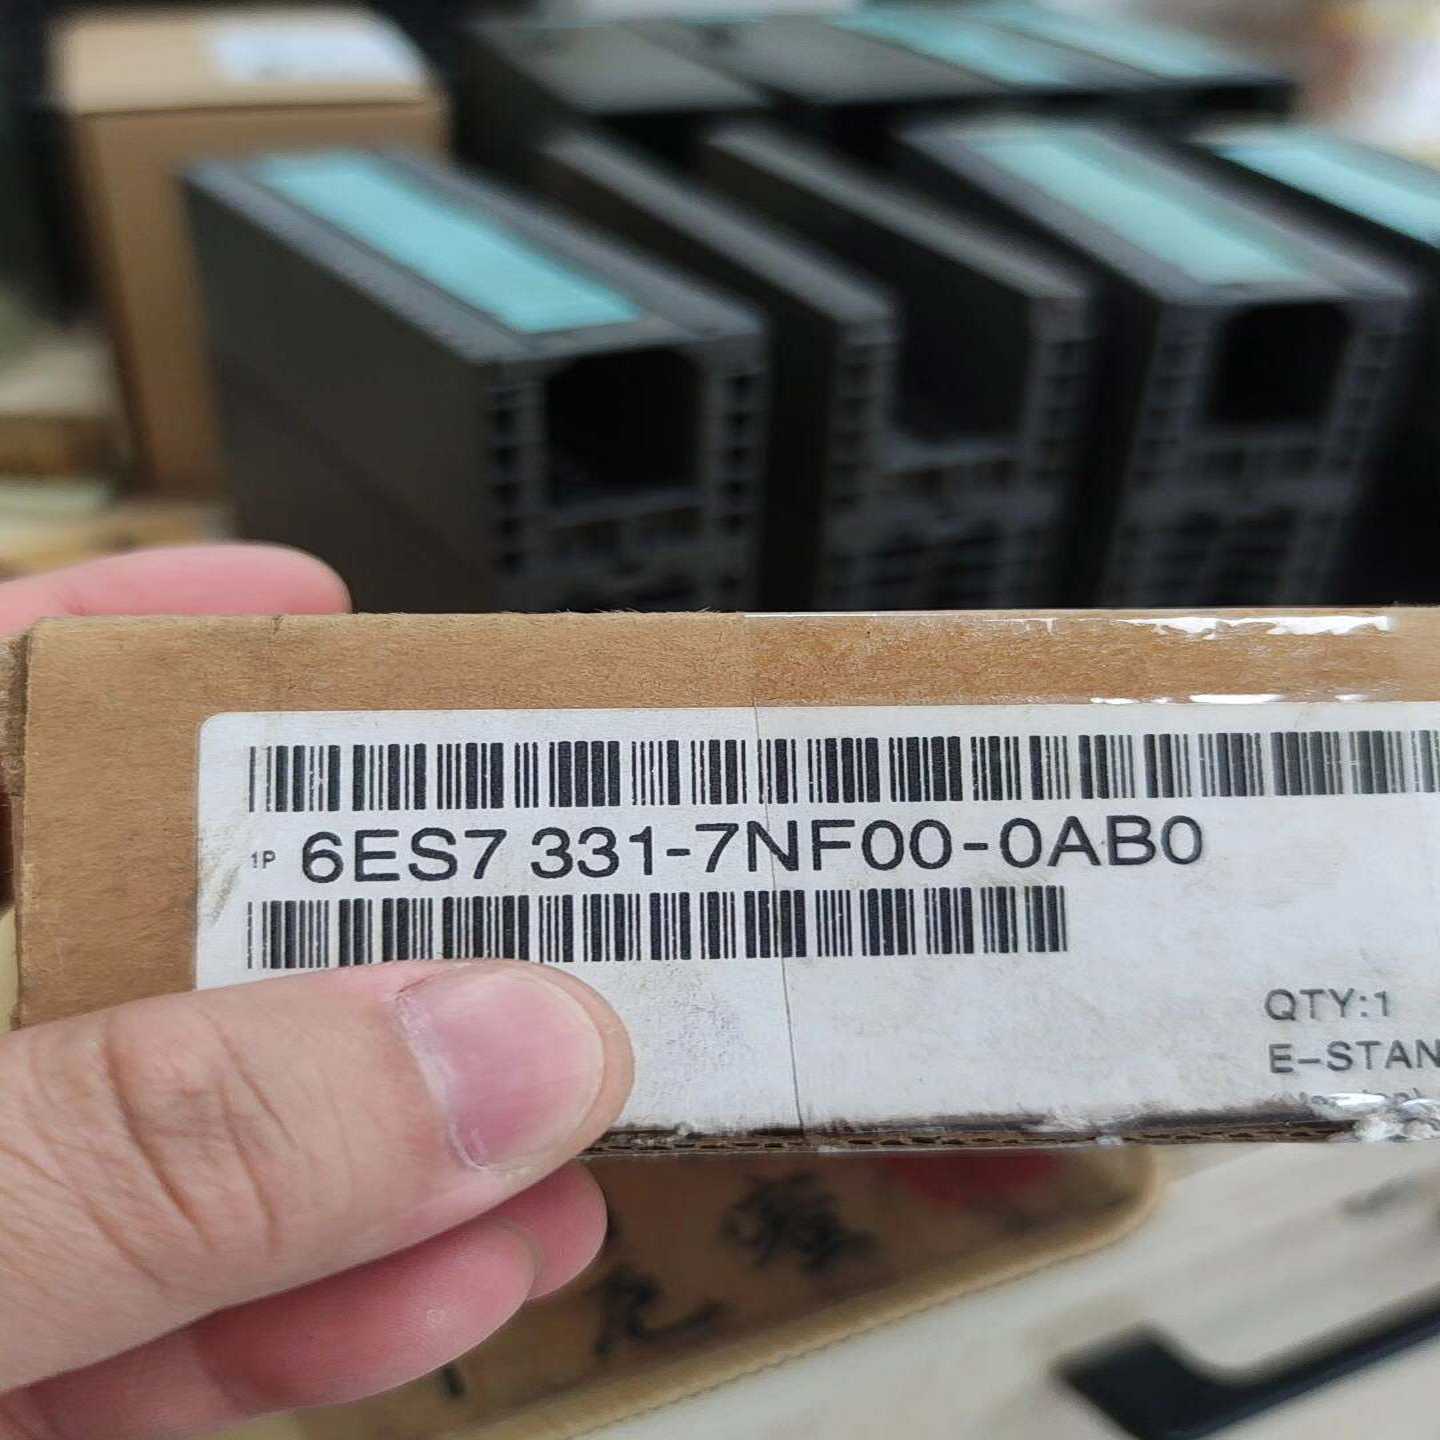 1P 6ES7 331-7NF00-0AB0
QTY:1
E-STAN